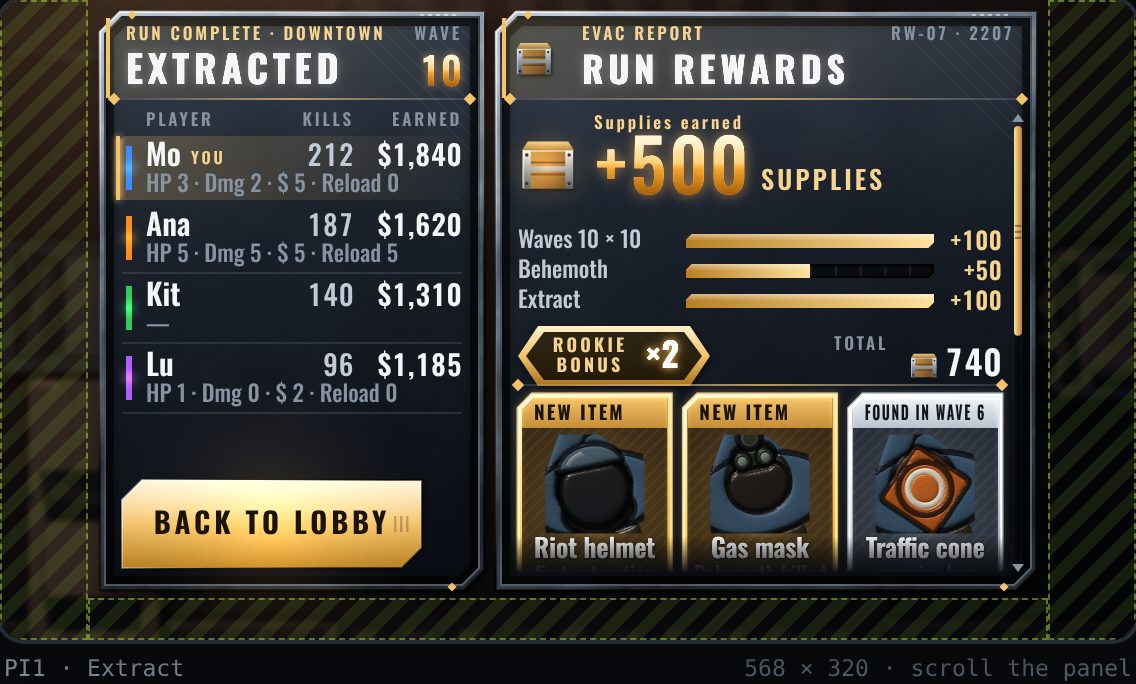 RUN COMPLETE · DOWNTOWN WAVE
EXTRACTED 10
PLAYER KILLS EARNED
Mo YOU 212 $1,840
HP 3 · Dmg 2 · $ 5 · Reload 0
Ana 187 $1,620
HP 5 · Dmg 5 · $ 5 · Reload 5
Kit 140 $1,310
—
Lu 96 $1,185
HP 1 · Dmg 0 · $ 2 · Reload 0
BACK TO LOBBY
EVAC REPORT RW-07 · 2207
RUN REWARDS
Supplies earned
+500 SUPPLIES
Waves 10 × 10 +100
Behemoth +50
Extract +100
ROOKIE BONUS ×2
TOTAL
740
NEW ITEM
Riot helmet
NEW ITEM
Gas mask
FOUND IN WAVE 6
Traffic cone
PI1 · Extract 568 × 320 · scroll the panel